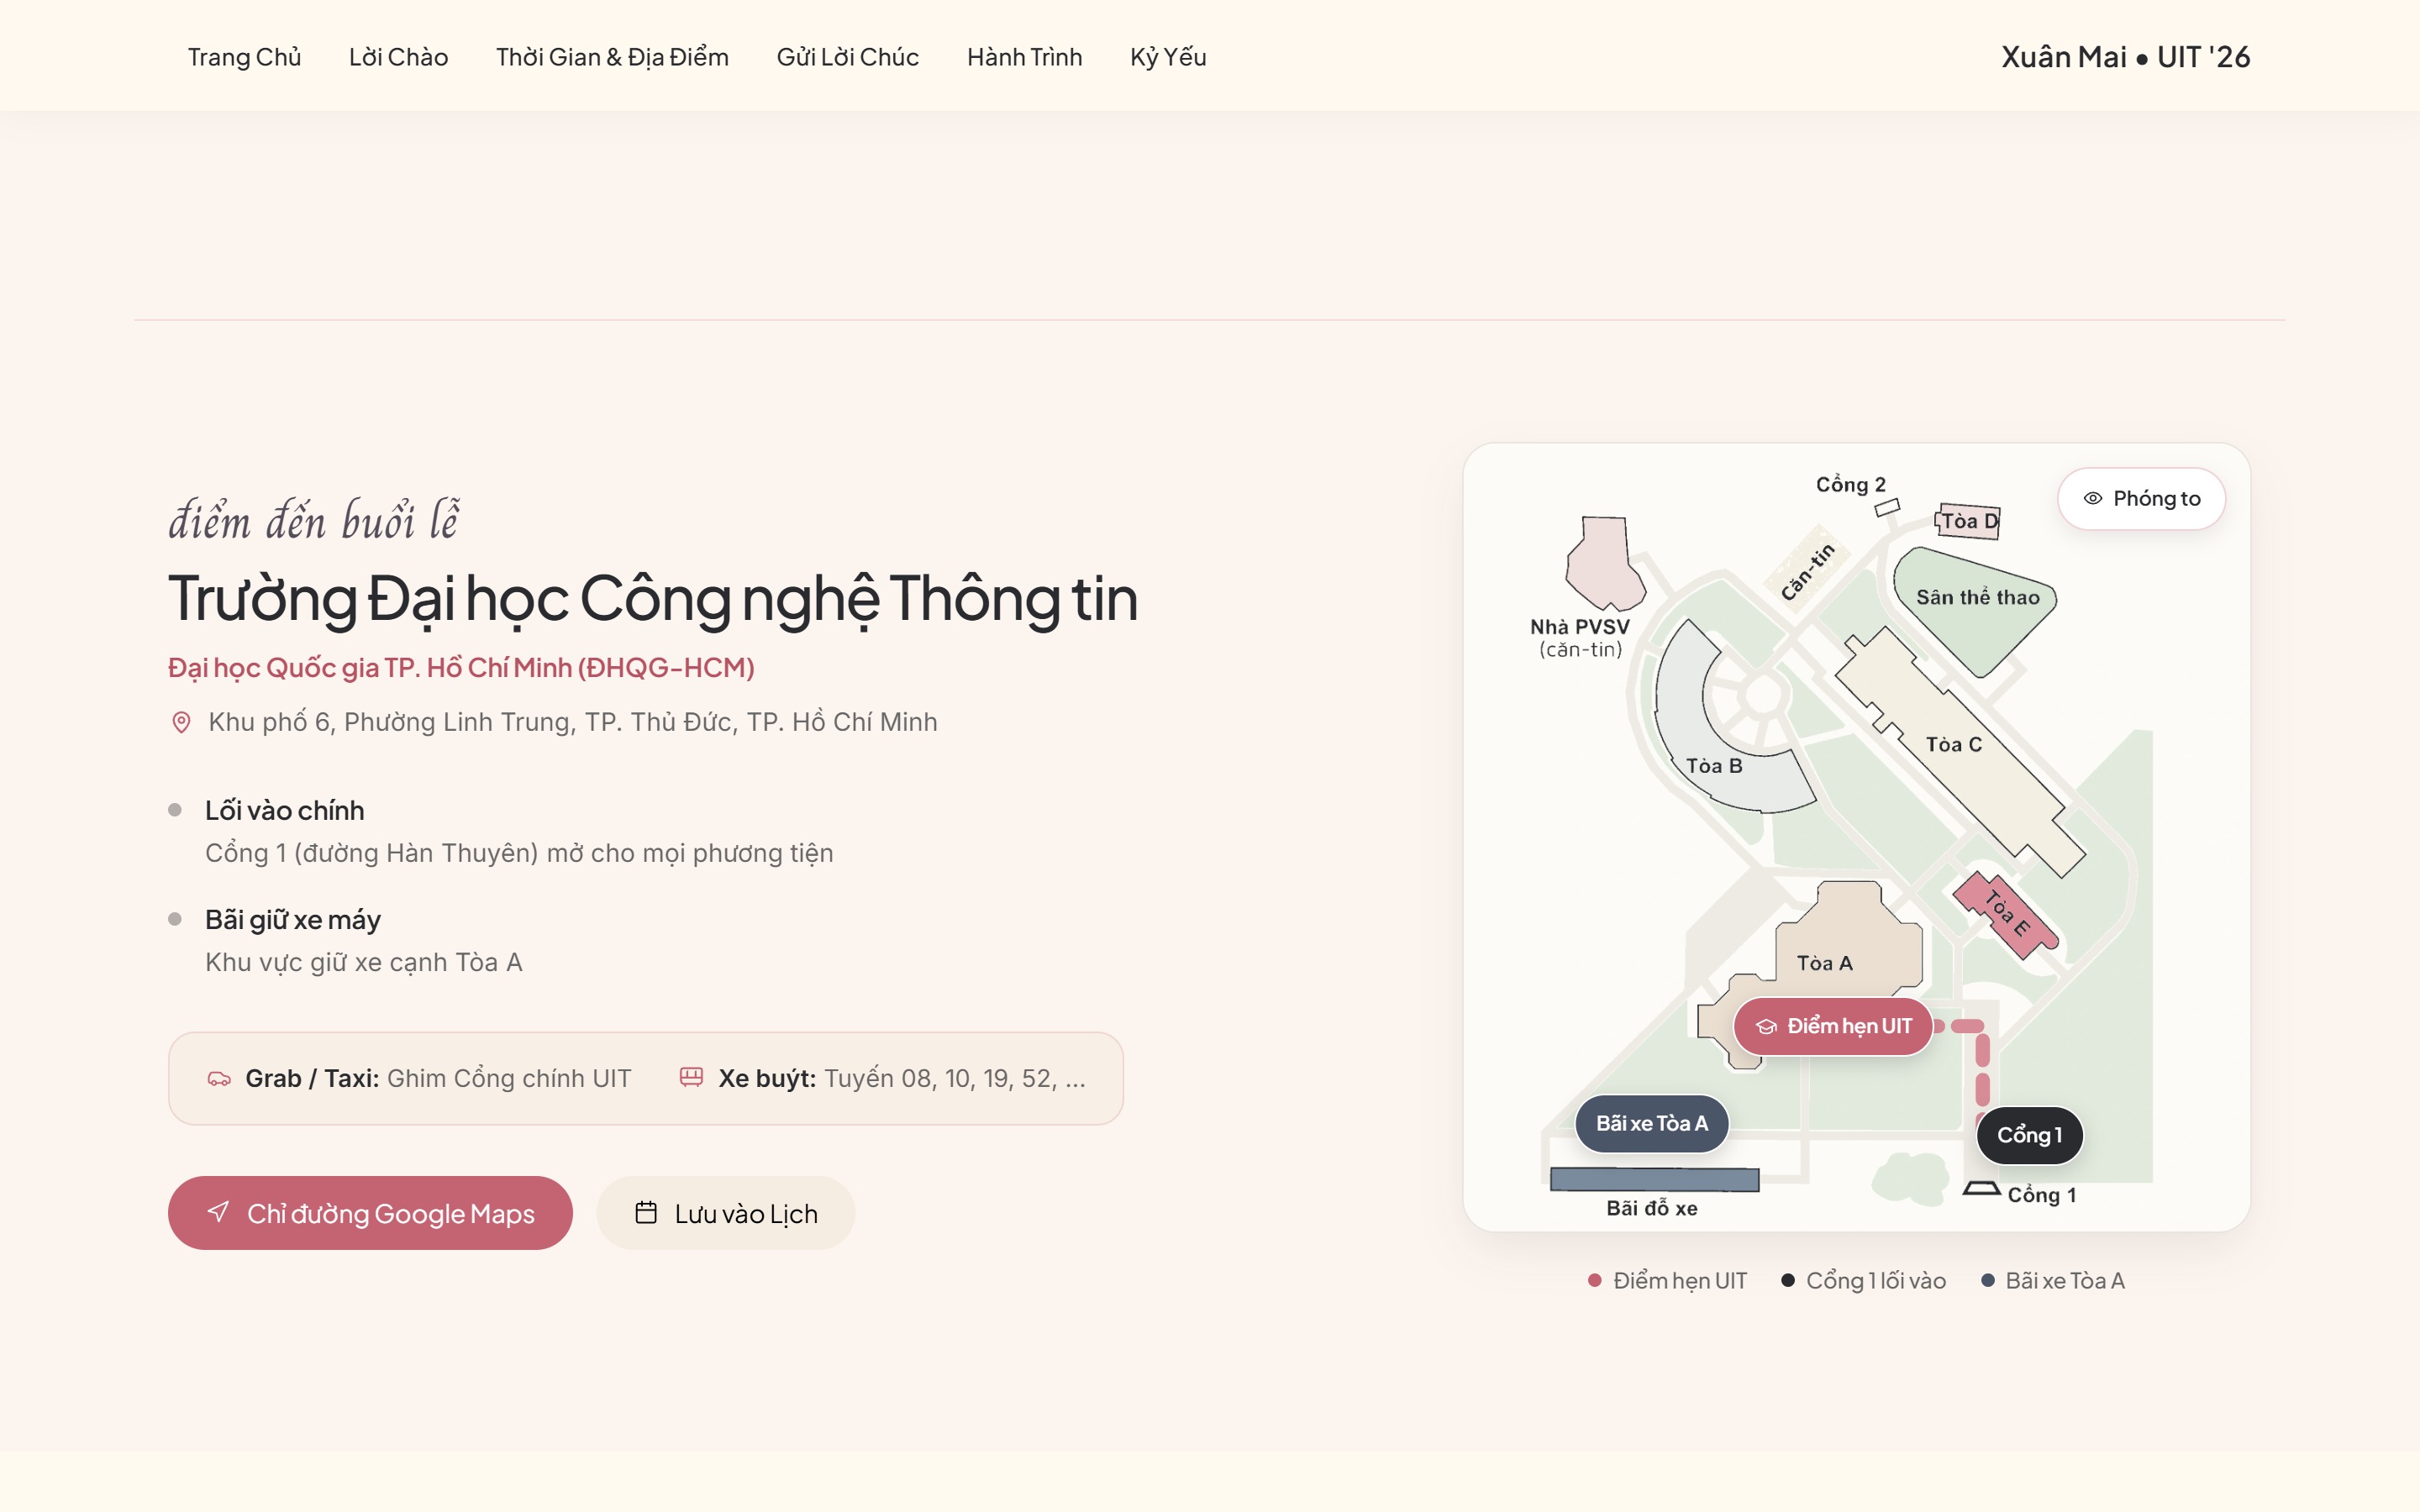 Trang Chủ Lời Chào Thời Gian & Địa Điểm Gửi Lời Chúc Hành Trình Kỷ Yếu Xuân Mai • UIT '26
điểm đến buổi lễ
Trường Đại học Công nghệ Thông tin
Đại học Quốc gia TP. Hồ Chí Minh (ĐHQG-HCM)
Khu phố 6, Phường Linh Trung, TP. Thủ Đức, TP. Hồ Chí Minh
Lối vào chính
Cổng 1 (đường Hàn Thuyên) mở cho mọi phương tiện
Bãi giữ xe máy
Khu vực giữ xe cạnh Tòa A
Grab / Taxi: Ghim Cổng chính UIT Xe buýt: Tuyến 08, 10, 19, 52, ...
Chỉ đường Google Maps Lưu vào Lịch
Phóng to
Cổng 2
Tòa D
Căn-tin
Sân thể thao
Nhà PVSV
(căn-tin)
Tòa B
Tòa C
Tòa E
Tòa A
Điểm hẹn UIT
Bãi xe Tòa A
Cổng 1
Cổng 1
Bãi đỗ xe
Điểm hẹn UIT Cổng 1 lối vào Bãi xe Tòa A